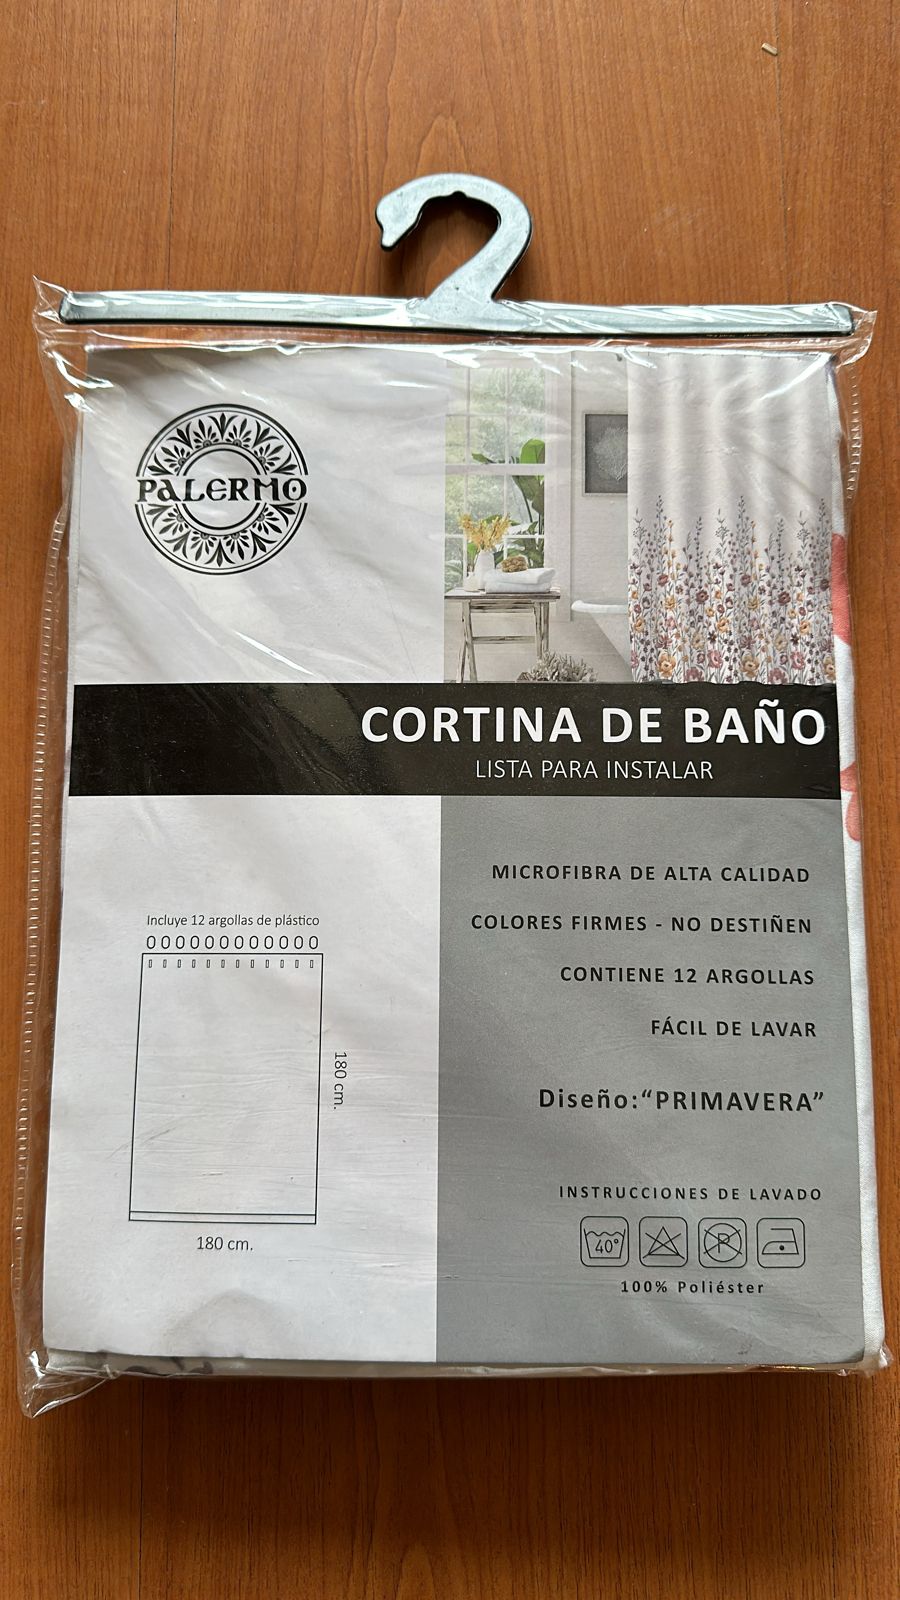 PALERMO
CORTINA DE BAÑO
LISTA PARA INSTALAR
MICROFIBRA DE ALTA CALIDAD
COLORES FIRMES - NO DESTIÑEN
CONTIENE 12 ARGOLLAS
FÁCIL DE LAVAR
Diseño:“PRIMAVERA”
Incluye 12 argollas de plástico
180 cm.
180 cm.
INSTRUCCIONES DE LAVADO
40°
P
100% Poliéster